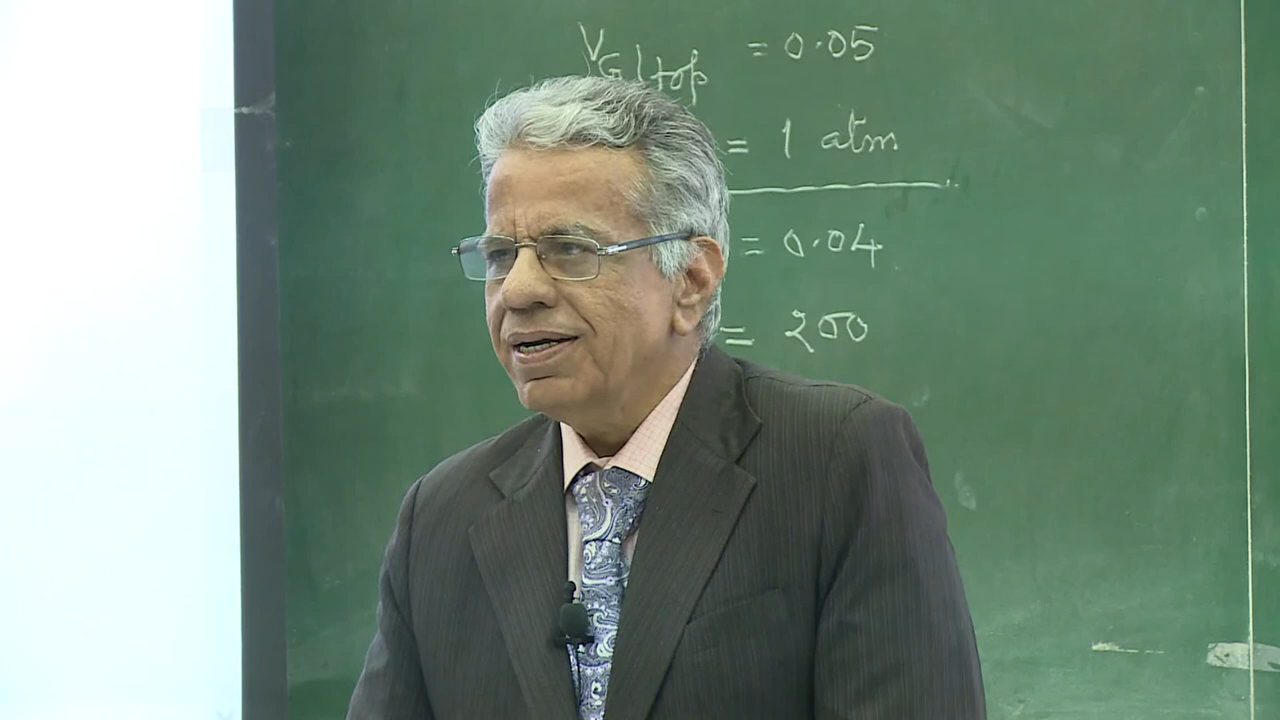 V_G|top = 0.05
= 1 atm
= 0.04
= 200